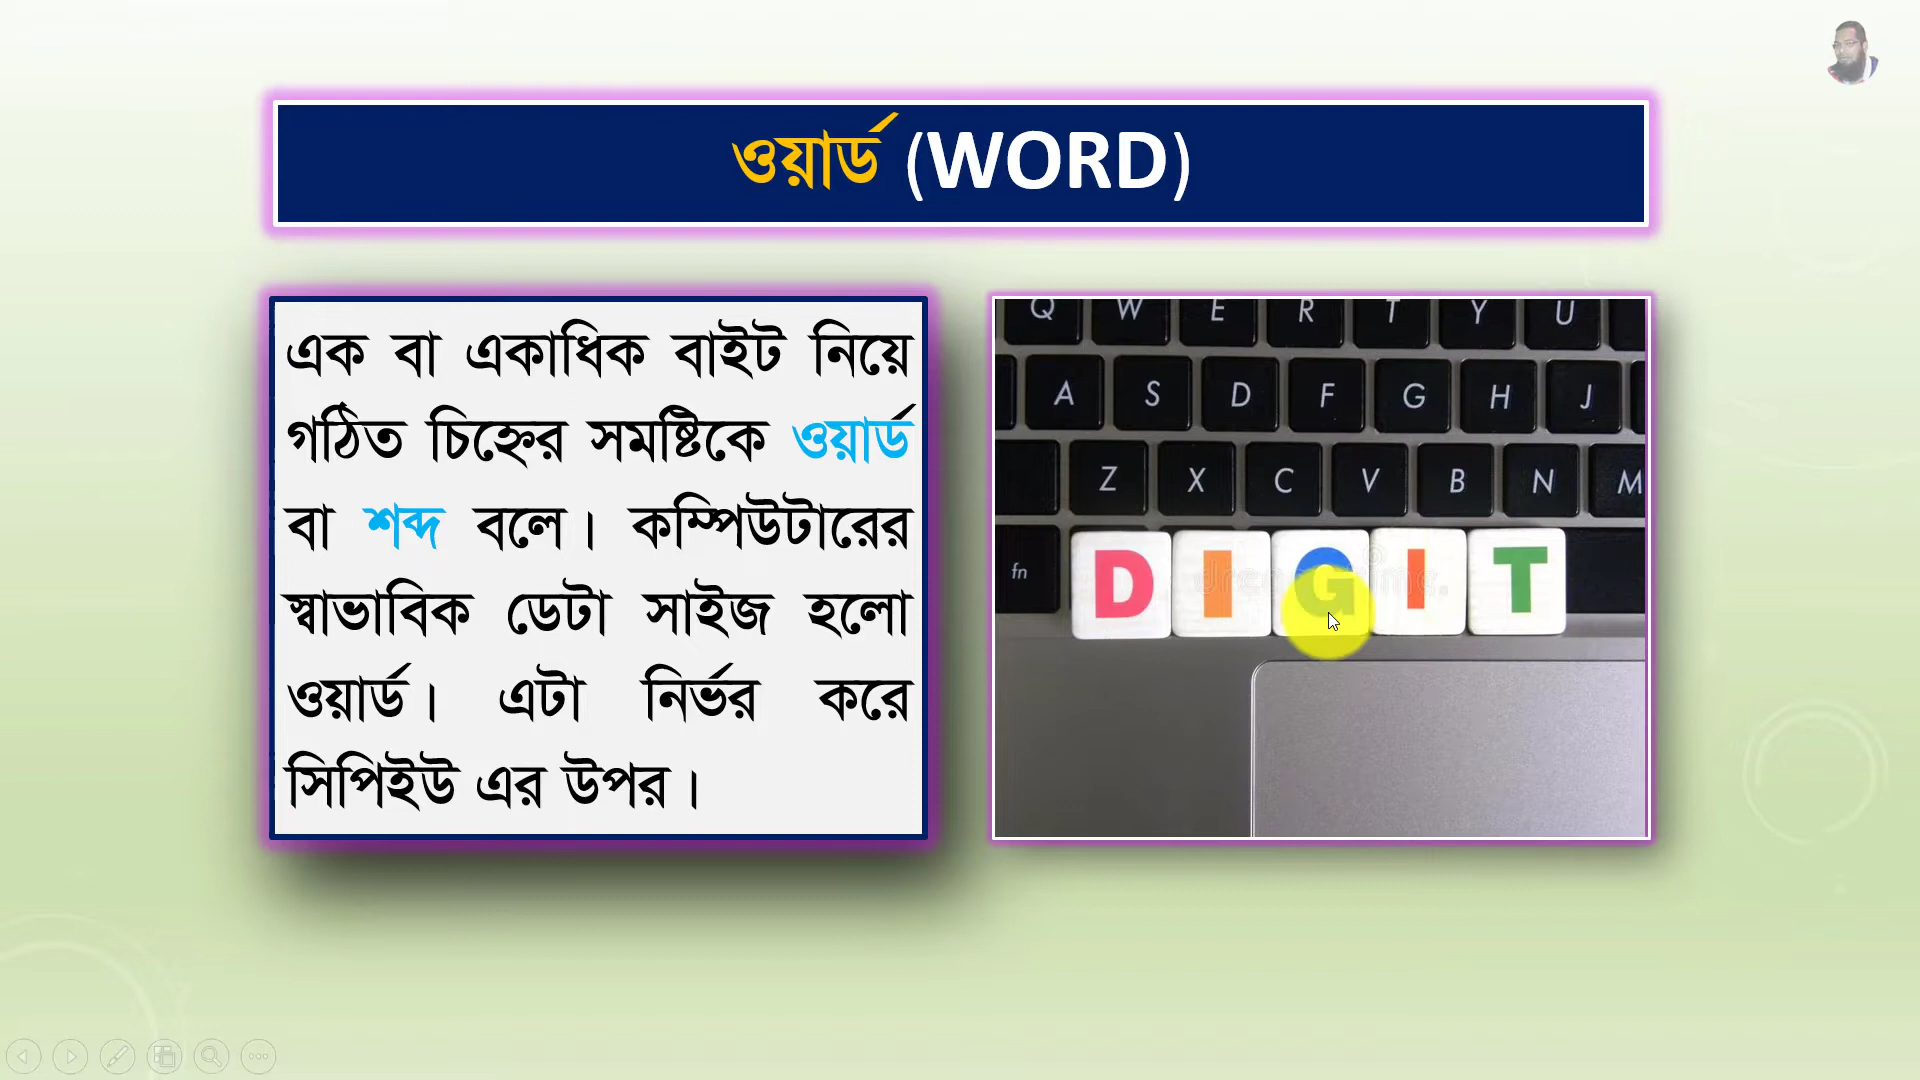 ওয়ার্ড (WORD)
এক বা একাধিক বাইট নিয়ে
গঠিত চিহ্নের সমষ্টিকে ওয়ার্ড
বা শব্দ বলে। কম্পিউটারের
স্বাভাবিক ডেটা সাইজ হলো
ওয়ার্ড। এটা নির্ভর করে
সিপিইউ এর উপর।
Q W E R T Y U
A S D F G H J
Z X C V B N M
fn
DIGIT